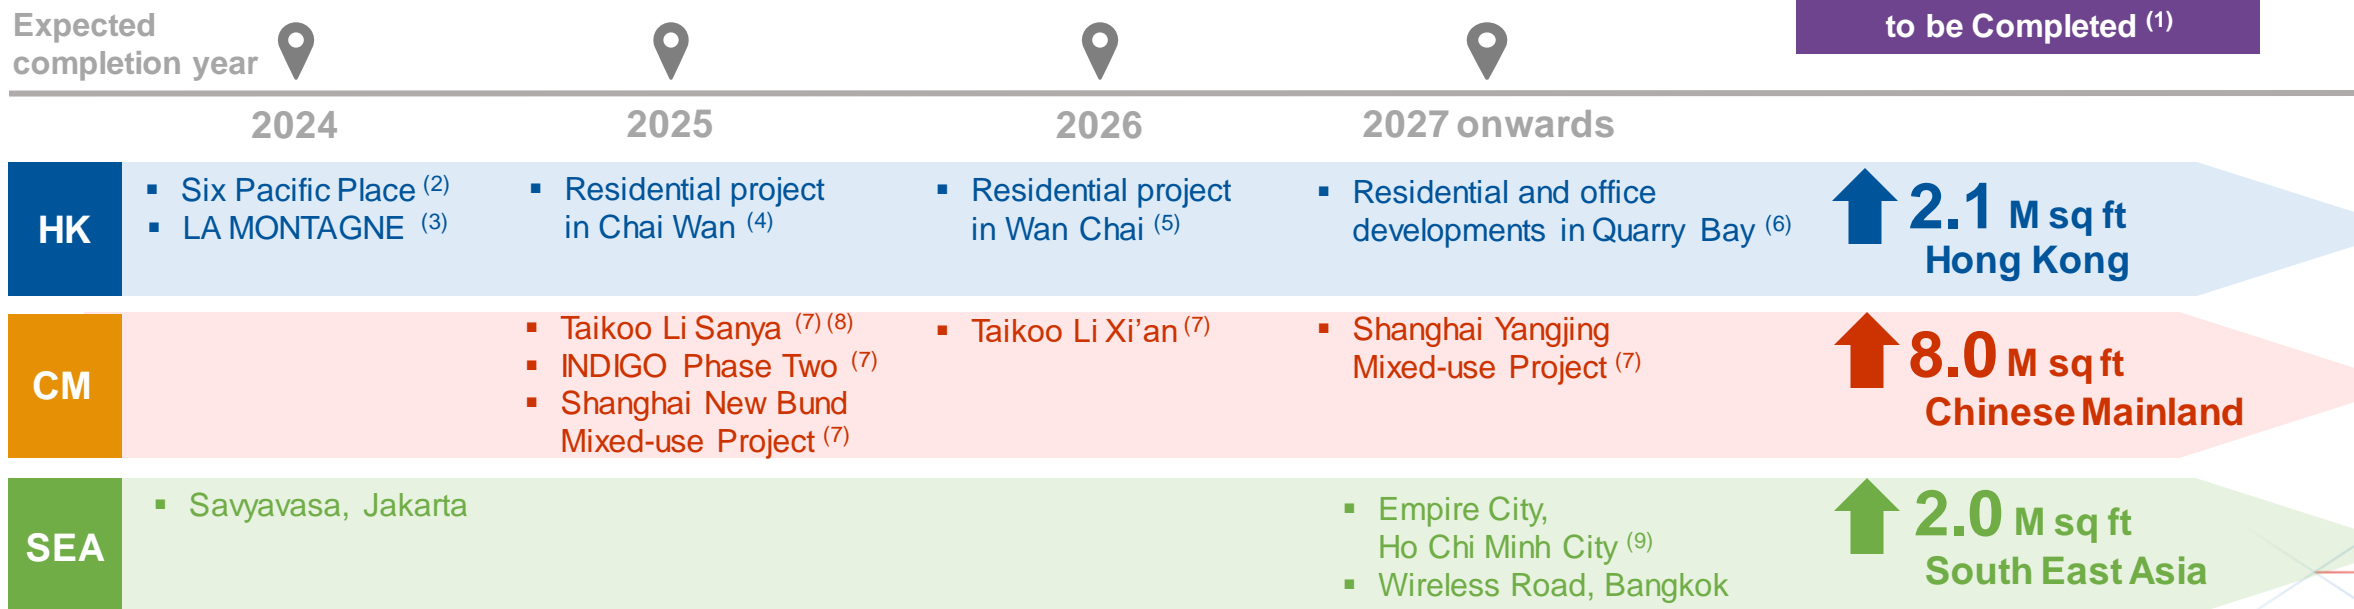 Expected
completion year
to be Completed (1)
2024
2025
2026
2027 onwards
HK
▪ Six Pacific Place (2)
▪ LA MONTAGNE (3)
▪ Residential project
in Chai Wan (4)
▪ Residential project
in Wan Chai (5)
▪ Residential and office
developments in Quarry Bay (6)
2.1 M sq ft
Hong Kong
CM
▪ Taikoo Li Sanya (7) (8)
▪ INDIGO Phase Two (7)
▪ Shanghai New Bund
Mixed-use Project (7)
▪ Taikoo Li Xi’an (7)
▪ Shanghai Yangjing
Mixed-use Project (7)
8.0 M sq ft
Chinese Mainland
SEA
▪ Savyavasa, Jakarta
▪ Empire City,
Ho Chi Minh City (9)
▪ Wireless Road, Bangkok
2.0 M sq ft
South East Asia